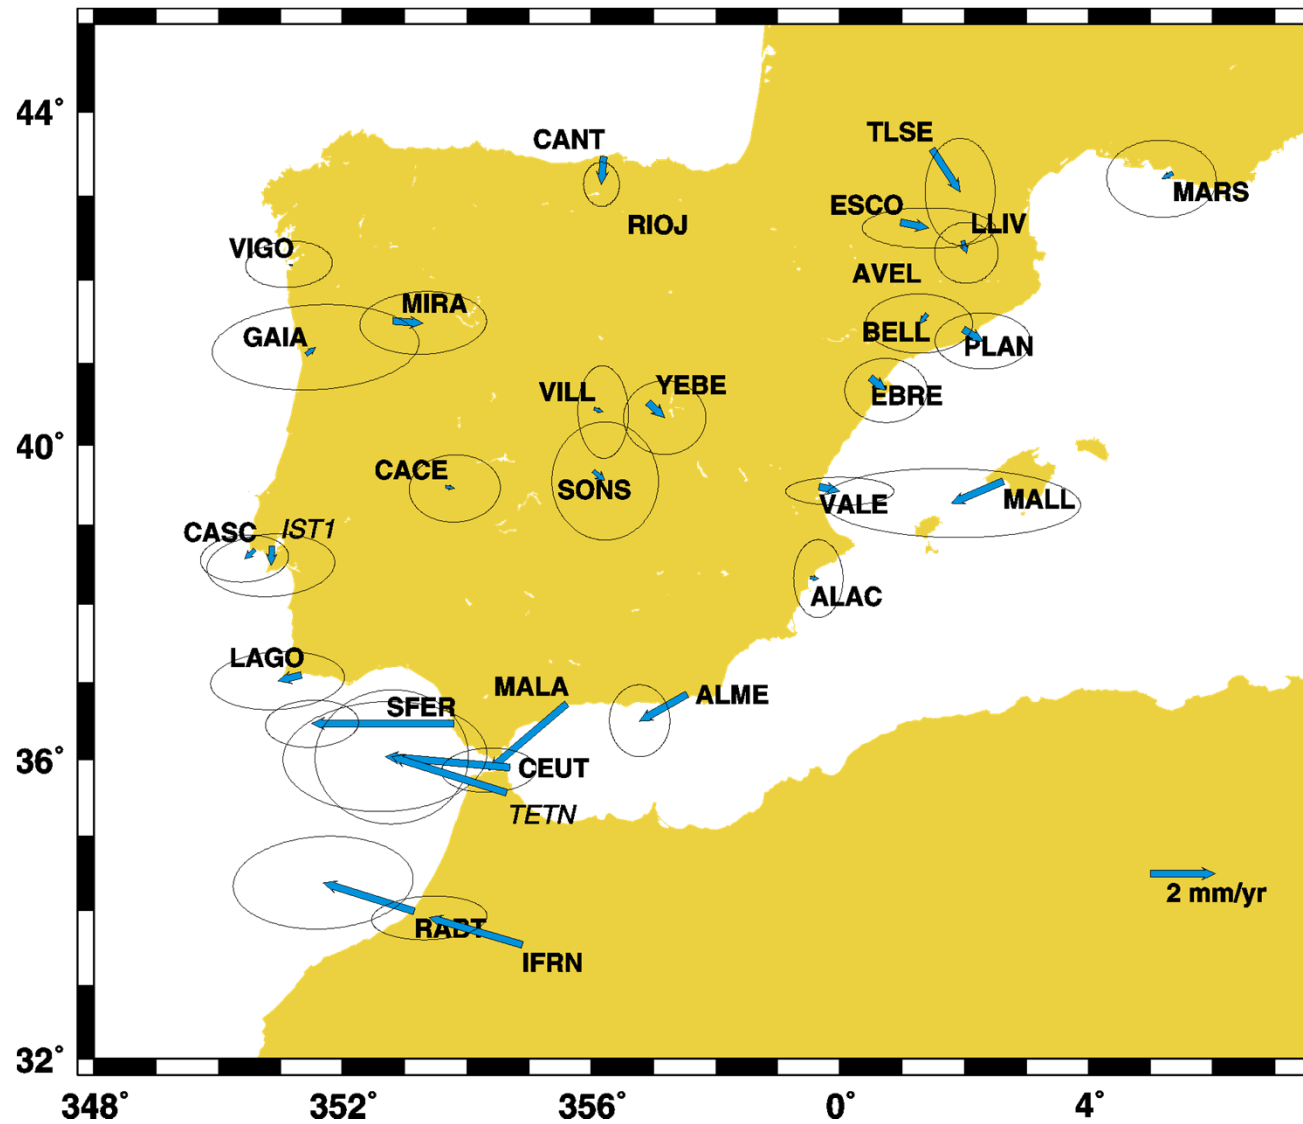 44°
CANT
TLSE
MARS
ESCO
RIOJ
LLIV
VIGO
AVEL
MIRA
GAIA
BELL
PLAN
VILL
YEBE
EBRE
40°
CACE
SONS
VALE
MALL
CASC
IST1
ALAC
LAGO
MALA
ALME
SFER
36°
CEUT
TETN
2 mm/yr
RABT
IFRN
32°
348°
352°
356°
0°
4°